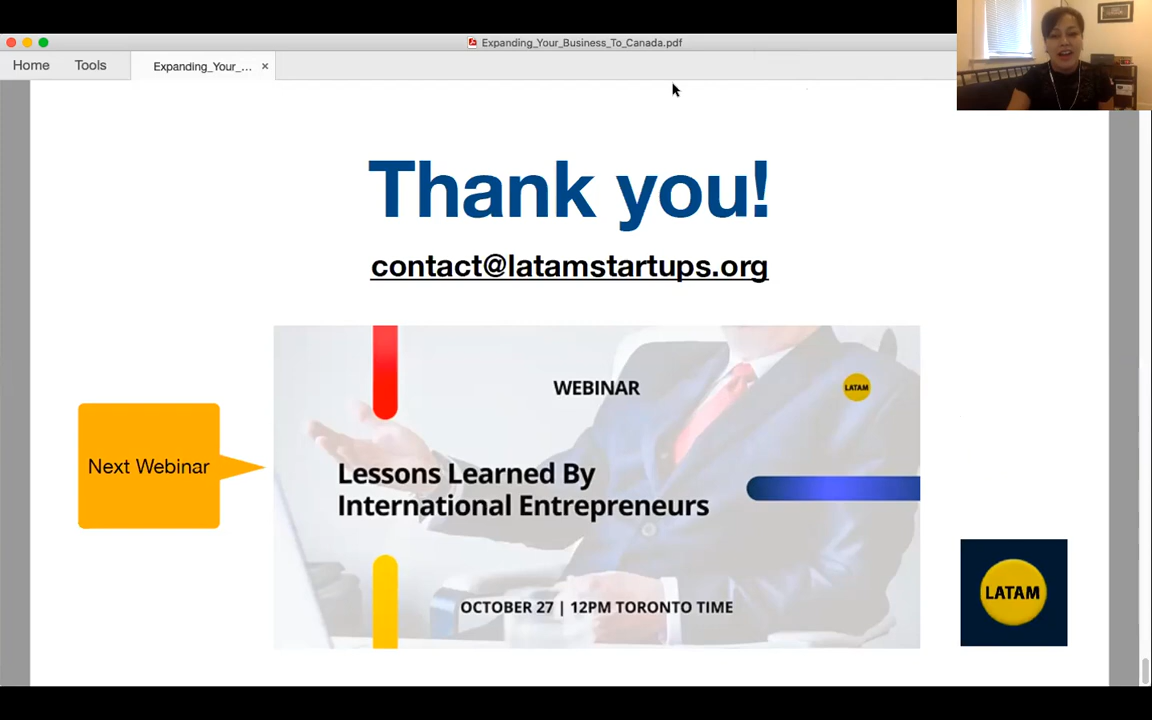 Expanding_Your_Business_To_Canada.pdf
Home
Tools
Expanding_Your_...
Thank you!
contact@latamstartups.org
Next Webinar
WEBINAR
LATAM
Lessons Learned By
International Entrepreneurs
OCTOBER 27 | 12PM TORONTO TIME
LATAM